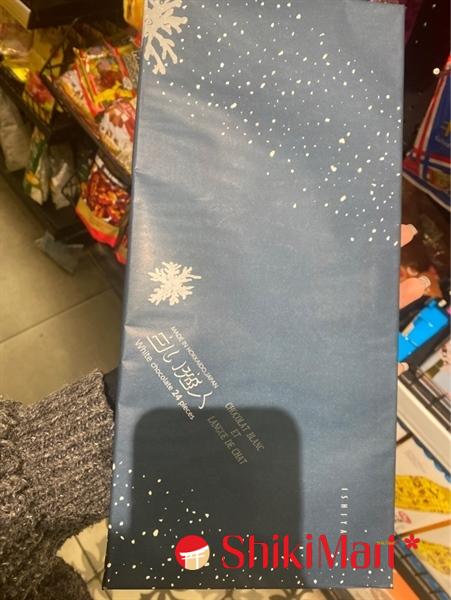 MADE IN HOKKAIDO, JAPAN
白い恋人
White chocolate 24 pieces
CHOCOLAT BLANC
ET
LANGUE DE CHAT
ISHIYA
ShikiMari*